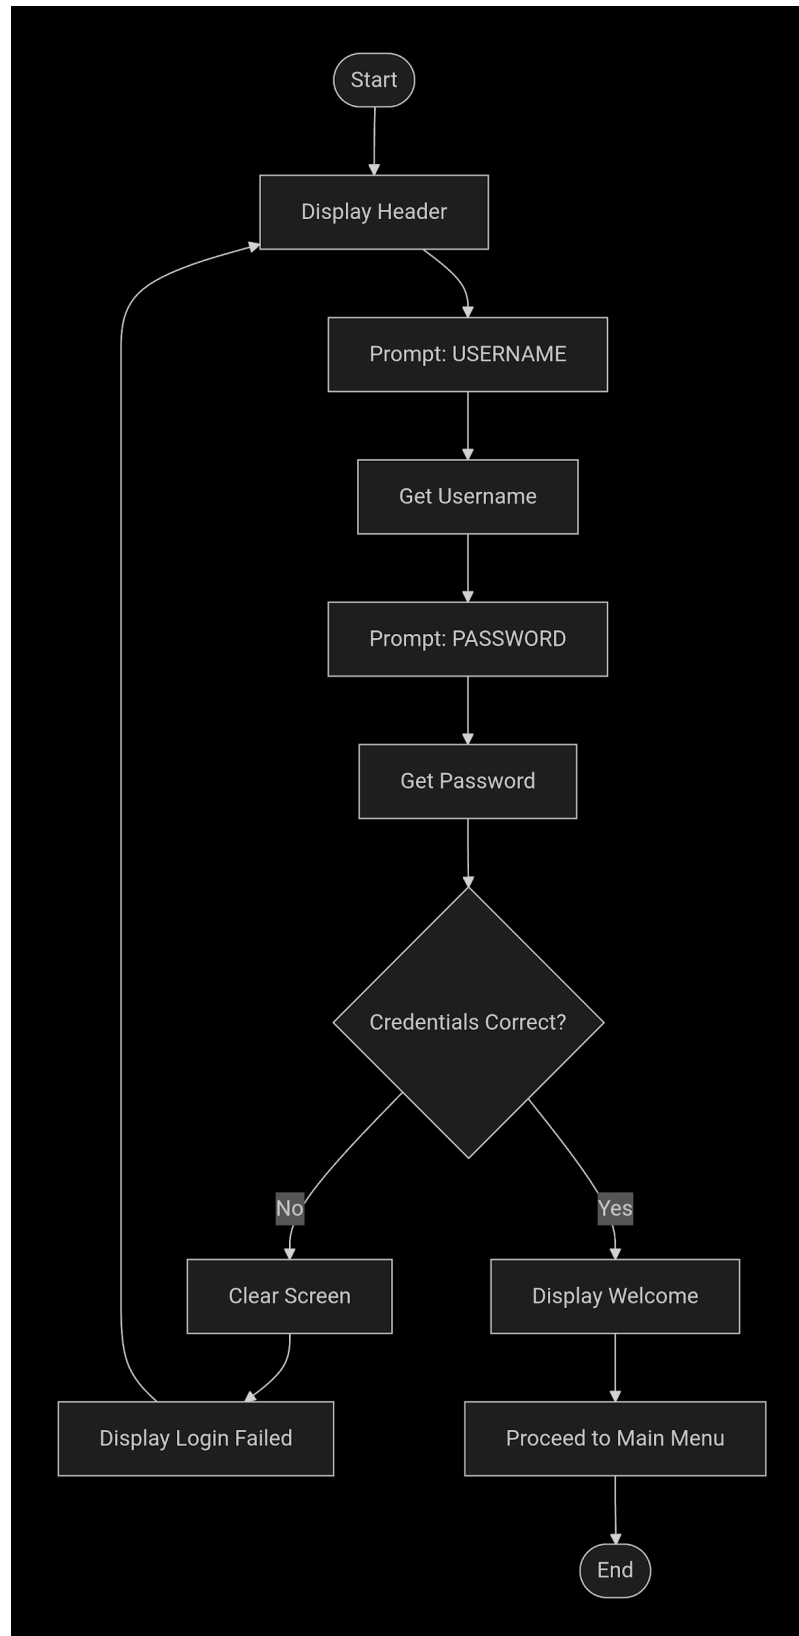 Start
Display Header
Prompt: USERNAME
Get Username
Prompt: PASSWORD
Get Password
Credentials Correct?
No
Yes
Clear Screen
Display Welcome
Display Login Failed
Proceed to Main Menu
End